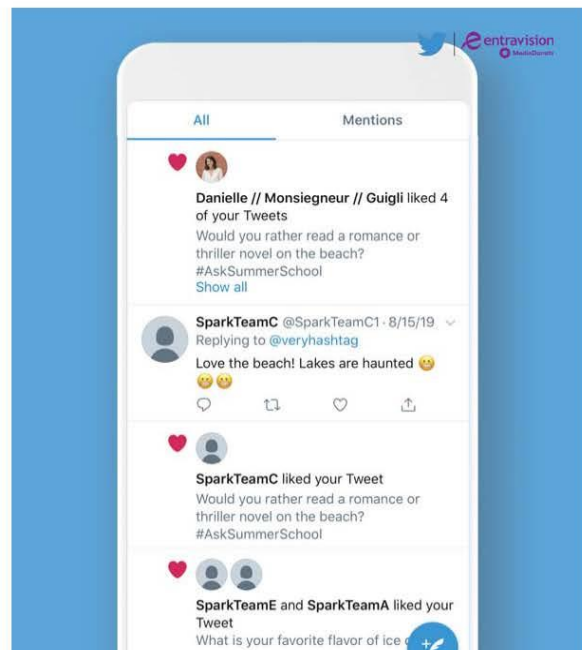 entravision
MediaDonuts
All
Mentions
Danielle // Monsiegneur // Guigli liked 4
of your Tweets
Would you rather read a romance or
thriller novel on the beach?
#AskSummerSchool
Show all
SparkTeamC @SparkTeamC1 · 8/15/19
Replying to @veryhashtag
Love the beach! Lakes are haunted 😬
😬😬
SparkTeamC liked your Tweet
Would you rather read a romance or
thriller novel on the beach?
#AskSummerSchool
SparkTeamE and SparkTeamA liked your
Tweet
What is your favorite flavor of ice